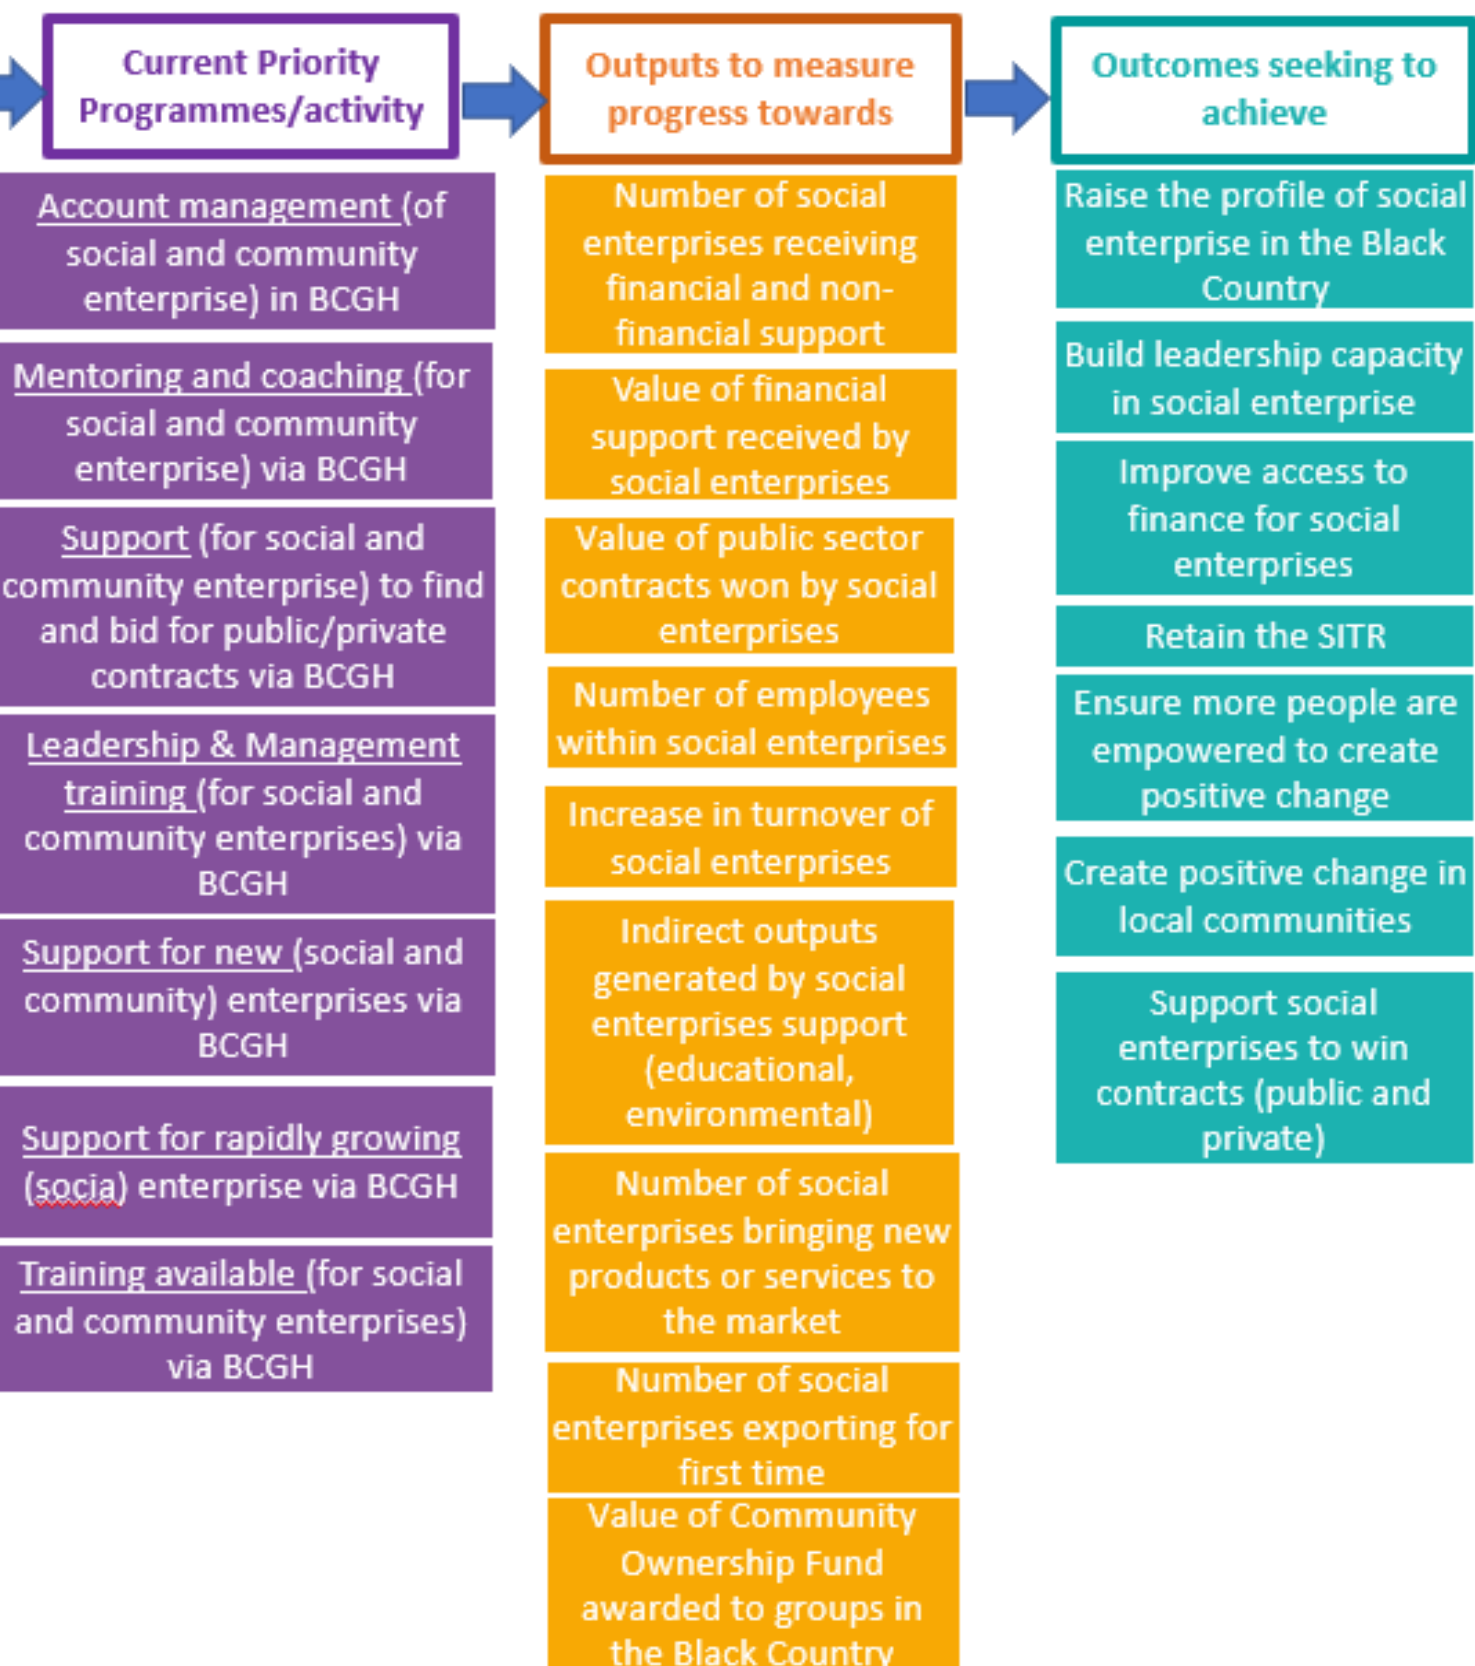 Current Priority
Programmes/activity
Account management (of
social and community
enterprise) in BCGH
Mentoring and coaching (for
social and community
enterprise) via BCGH
Support (for social and
community enterprise) to find
and bid for public/private
contracts via BCGH
Leadership & Management
training (for social and
community enterprises) via
BCGH
Support for new (social and
community) enterprises via
BCGH
Support for rapidly growing
(socia) enterprise via BCGH
Training available (for social
and community enterprises)
via BCGH
Outputs to measure
progress towards
Number of social
enterprises receiving
financial and non-
financial support
Value of financial
support received by
social enterprises
Value of public sector
contracts won by social
enterprises
Number of employees
within social enterprises
Increase in turnover of
social enterprises
Indirect outputs
generated by social
enterprises support
(educational,
environmental)
Number of social
enterprises bringing new
products or services to
the market
Number of social
enterprises exporting for
first time
Value of Community
Ownership Fund
awarded to groups in
the Black Country
Outcomes seeking to
achieve
Raise the profile of social
enterprise in the Black
Country
Build leadership capacity
in social enterprise
Improve access to
finance for social
enterprises
Retain the SITR
Ensure more people are
empowered to create
positive change
Create positive change in
local communities
Support social
enterprises to win
contracts (public and
private)